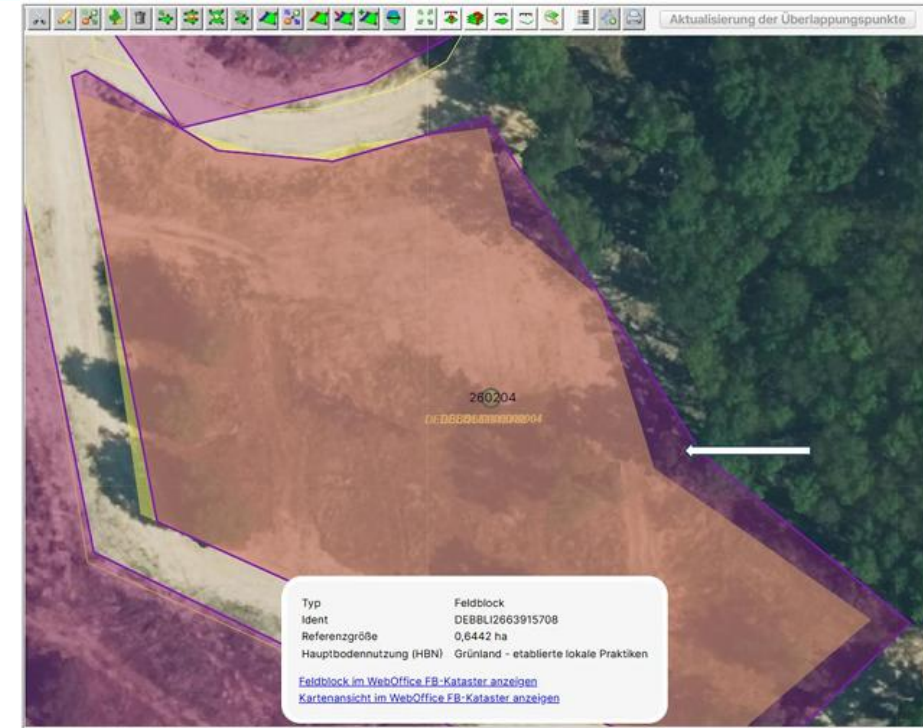 Aktualisierung der Überlappungspunkte
260204
Typ Feldblock
Ident DEBBLI2663915708
Referenzgröße 0,6442 ha
Hauptbodennutzung (HBN) Grünland - etablierte lokale Praktiken
Feldblock im WebOffice FB-Kataster anzeigen
Kartenansicht im WebOffice FB-Kataster anzeigen